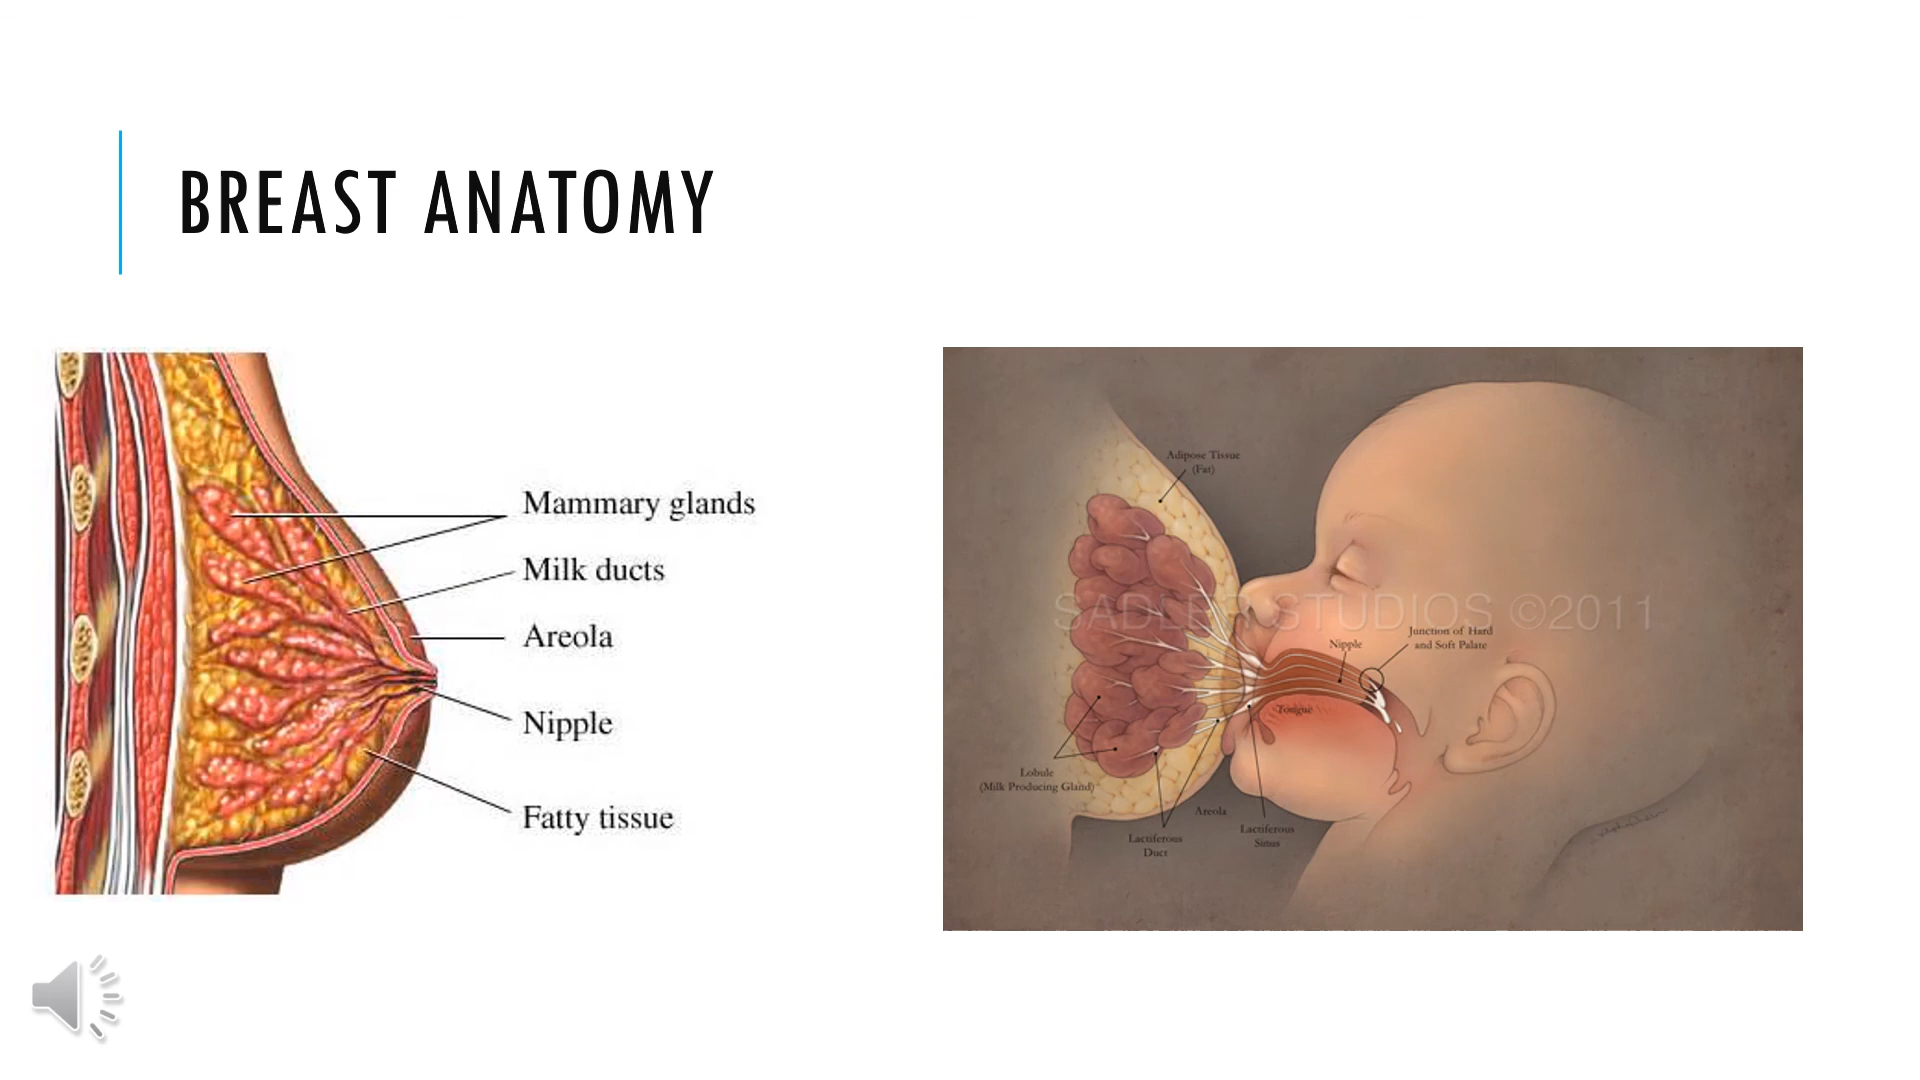 BREAST ANATOMY
Mammary glands
Milk ducts
Areola
Nipple
Fatty tissue
Adipose Tissue
(Fat)
SADLER STUDIOS ©2011
Nipple
Junction of Hard
and Soft Palate
Tongue
Lobule
(Milk Producing Gland)
Areola
Lactiferous
Duct
Lactiferous
Sinus